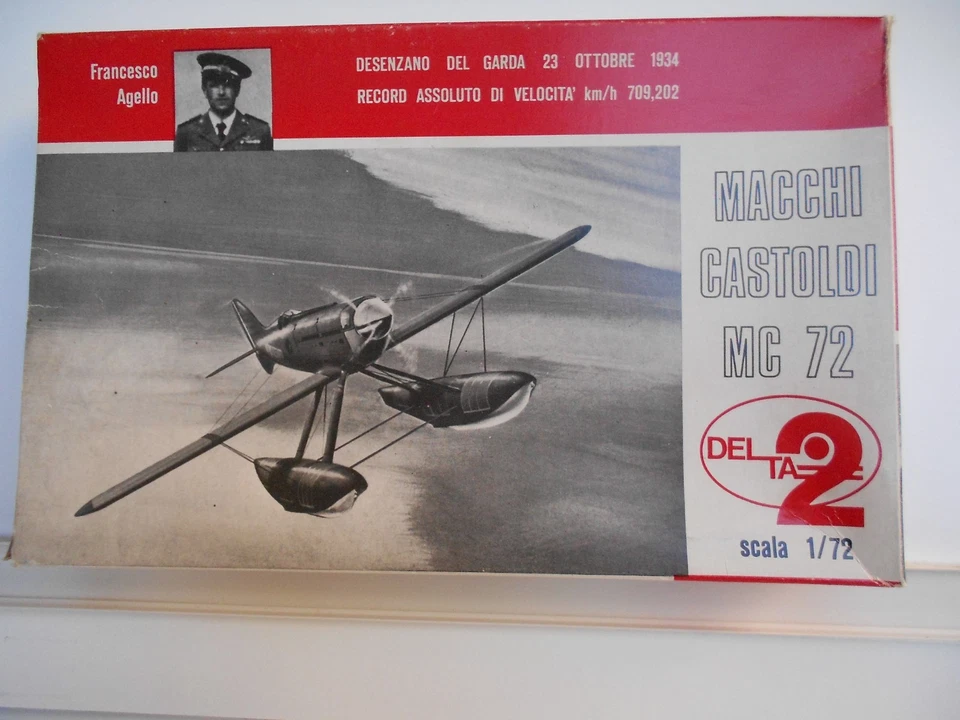 Francesco
Agello
DESENZANO DEL GARDA 23 OTTOBRE 1934
RECORD ASSOLUTO DI VELOCITA' km/h 709,202
MACCHI
CASTOLDI
MC 72
DELTA 2
scala 1/72